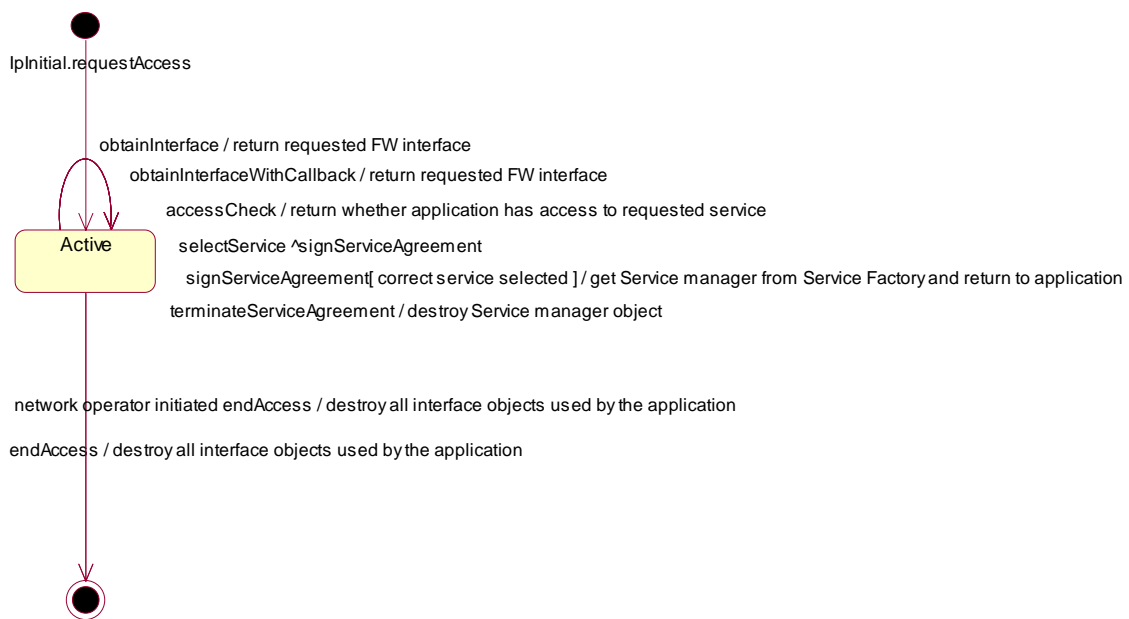 IpInitial.requestAccess
obtainInterface / return requested FW interface
obtainInterfaceWithCallback / return requested FW interface
accessCheck / return whether application has access to requested service
Active
selectService ^signServiceAgreement
signServiceAgreement[ correct service selected ] / get Service manager from Service Factory and return to application
terminateServiceAgreement / destroy Service manager object
network operator initiated endAccess / destroy all interface objects used by the application
endAccess / destroy all interface objects used by the application